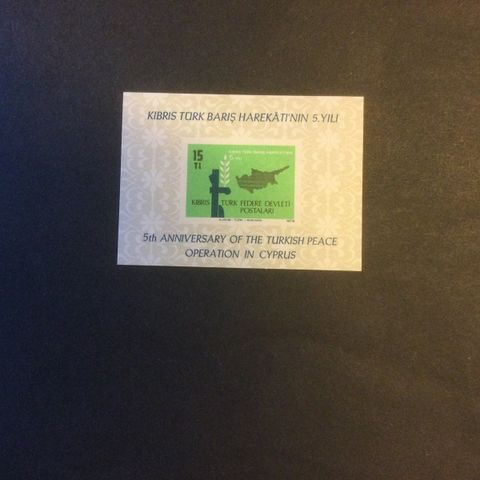 KIBRIS TÜRK BARIŞ HAREKÂTI'NIN 5.YILI
15
TL
KIBRIS TÜRK FEDERE DEVLETİ
POSTALARI
5th ANNIVERSARY OF THE TURKISH PEACE
OPERATION IN CYPRUS